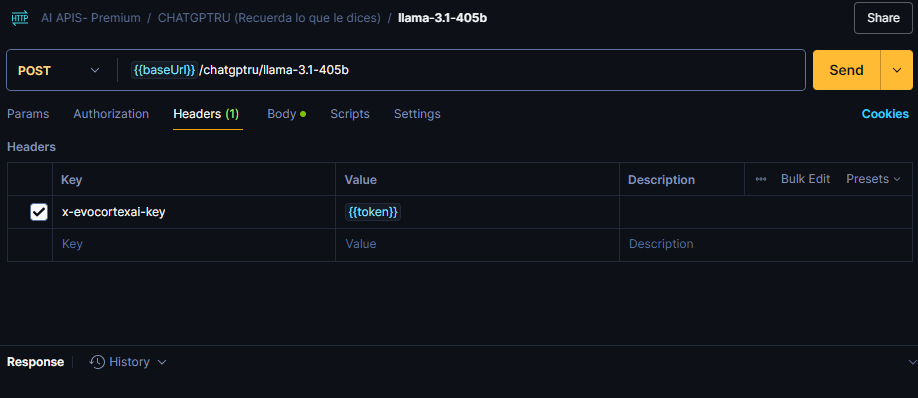 HTTP AI APIS- Premium / CHATGPTRU (Recuerda lo que le dices) / llama-3.1-405b Share
POST {{baseUrl}}/chatgptru/llama-3.1-405b Send
Params Authorization Headers (1) Body Scripts Settings Cookies
Headers
Key Value Description ••• Bulk Edit Presets
x-evocortexai-key {{token}}
Key Value Description
Response History